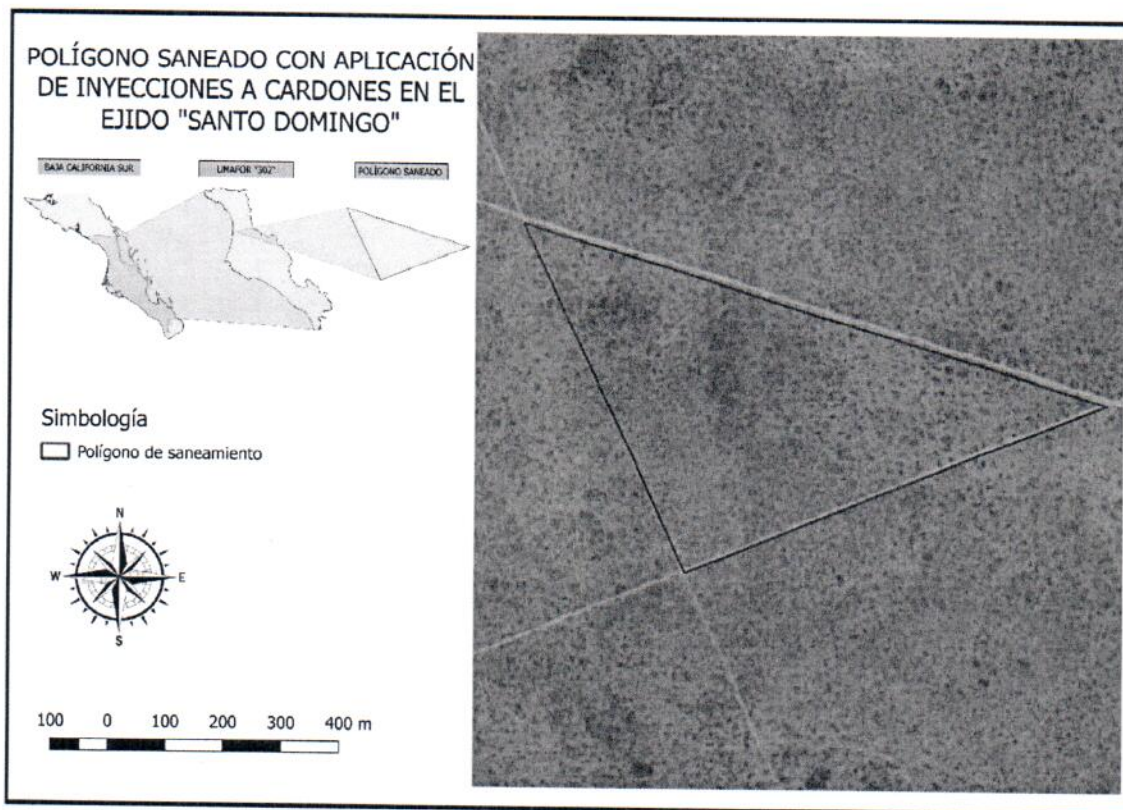 POLÍGONO SANEADO CON APLICACIÓN
DE INYECCIONES A CARDONES EN EL
EJIDO "SANTO DOMINGO"
BAJA CALIFORNIA SUR
UMAFOR "302"
POLÍGONO SANEADO
Simbología
Polígono de saneamiento
N
W
E
S
100 0 100 200 300 400 m